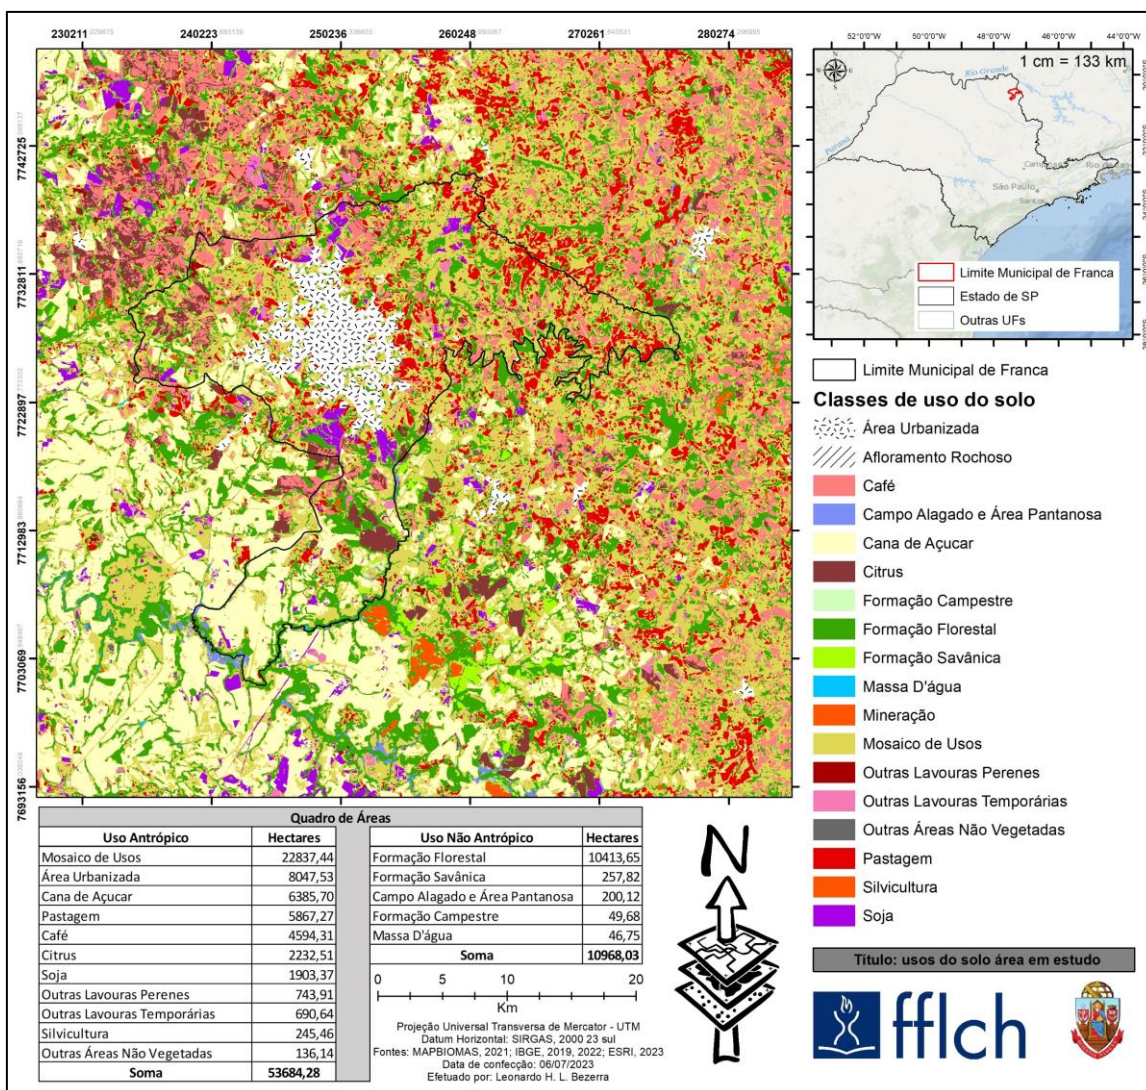 230211 240223 250236 260248 270261 280274
7742725
7732811
7722897
7712983
7703069
7693156
52°0'0"W 50°0'0"W 48°0'0"W 46°0'0"W 44°0'0"W
N
S
1 cm = 133 km
Rio Grande
Paraná
São Paulo
Santos
Limite Municipal de Franca
Estado de SP
Outras UFs
Limite Municipal de Franca
Classes de uso do solo
Área Urbanizada
Afloramento Rochoso
Café
Campo Alagado e Área Pantanosa
Cana de Açucar
Citrus
Formação Campestre
Formação Florestal
Formação Savânica
Massa D'água
Mineração
Mosaico de Usos
Outras Lavouras Perenes
Outras Lavouras Temporárias
Outras Áreas Não Vegetadas
Pastagem
Silvicultura
Soja
Título: usos do solo área em estudo
fflch
Quadro de Áreas
Uso Antrópico Hectares
Mosaico de Usos 22837,44
Área Urbanizada 8047,53
Cana de Açucar 6385,70
Pastagem 5867,27
Café 4594,31
Citrus 2232,51
Soja 1903,37
Outras Lavouras Perenes 743,91
Outras Lavouras Temporárias 690,64
Silvicultura 245,46
Outras Áreas Não Vegetadas 136,14
Soma 53684,28
Uso Não Antrópico Hectares
Formação Florestal 10413,65
Formação Savânica 257,82
Campo Alagado e Área Pantanosa 200,12
Formação Campestre 49,68
Massa D'água 46,75
Soma 10968,03
0 5 10 20
Km
Projeção Universal Transversa de Mercator - UTM
Datum Horizontal: SIRGAS, 2000 23 sul
Fontes: MAPBIOMAS, 2021; IBGE, 2019, 2022; ESRI, 2023
Data de confecção: 06/07/2023
Efetuado por: Leonardo H. L. Bezerra
N